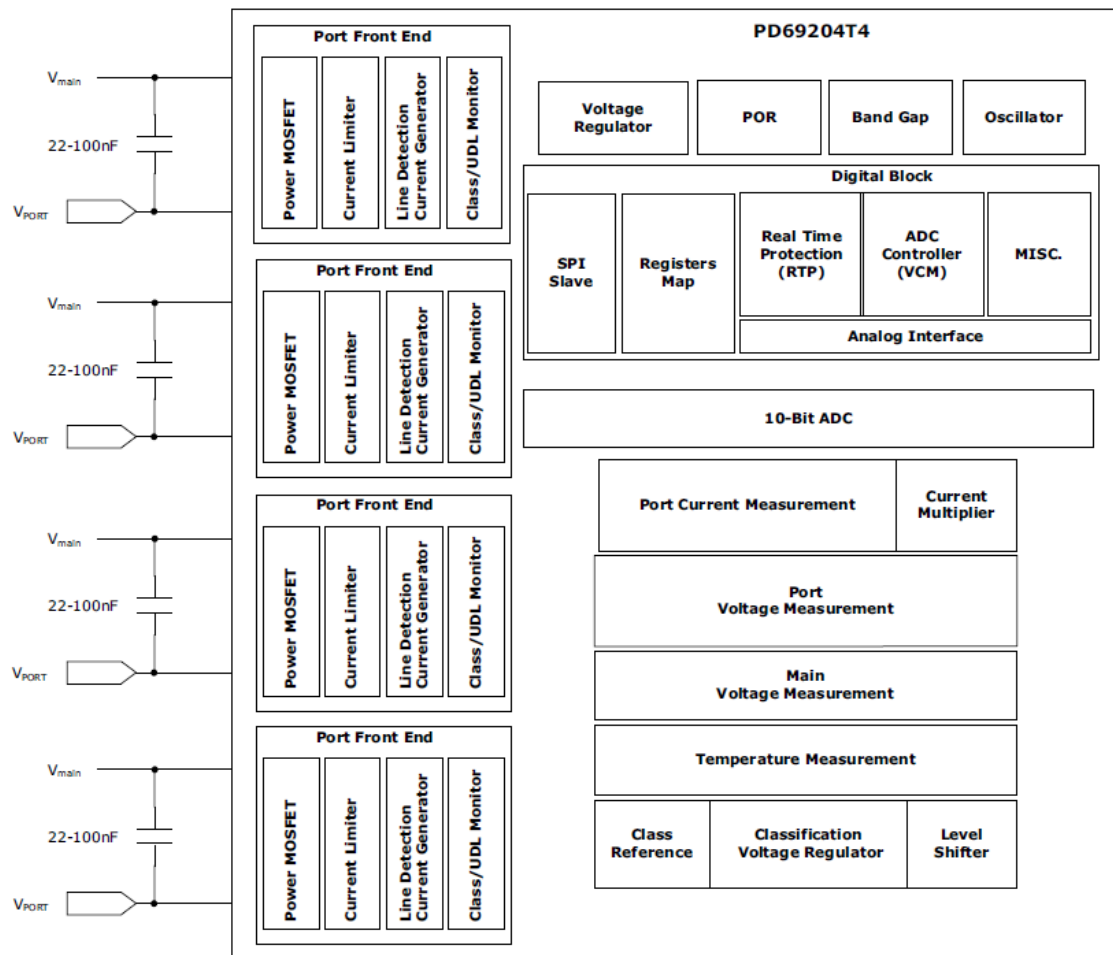 PD69204T4
Vmain
22-100nF
VPORT
Port Front End
Power MOSFET
Current Limiter
Line Detection
Current Generator
Class/UDL Monitor
Vmain
22-100nF
VPORT
Port Front End
Power MOSFET
Current Limiter
Line Detection
Current Generator
Class/UDL Monitor
Vmain
22-100nF
VPORT
Port Front End
Power MOSFET
Current Limiter
Line Detection
Current Generator
Class/UDL Monitor
Vmain
22-100nF
VPORT
Port Front End
Power MOSFET
Current Limiter
Line Detection
Current Generator
Class/UDL Monitor
Voltage
Regulator
POR
Band Gap
Oscillator
Digital Block
SPI
Slave
Registers
Map
Real Time
Protection
(RTP)
ADC
Controller
(VCM)
MISC.
Analog Interface
10-Bit ADC
Port Current Measurement
Current
Multiplier
Port
Voltage Measurement
Main
Voltage Measurement
Temperature Measurement
Class
Reference
Classification
Voltage Regulator
Level
Shifter